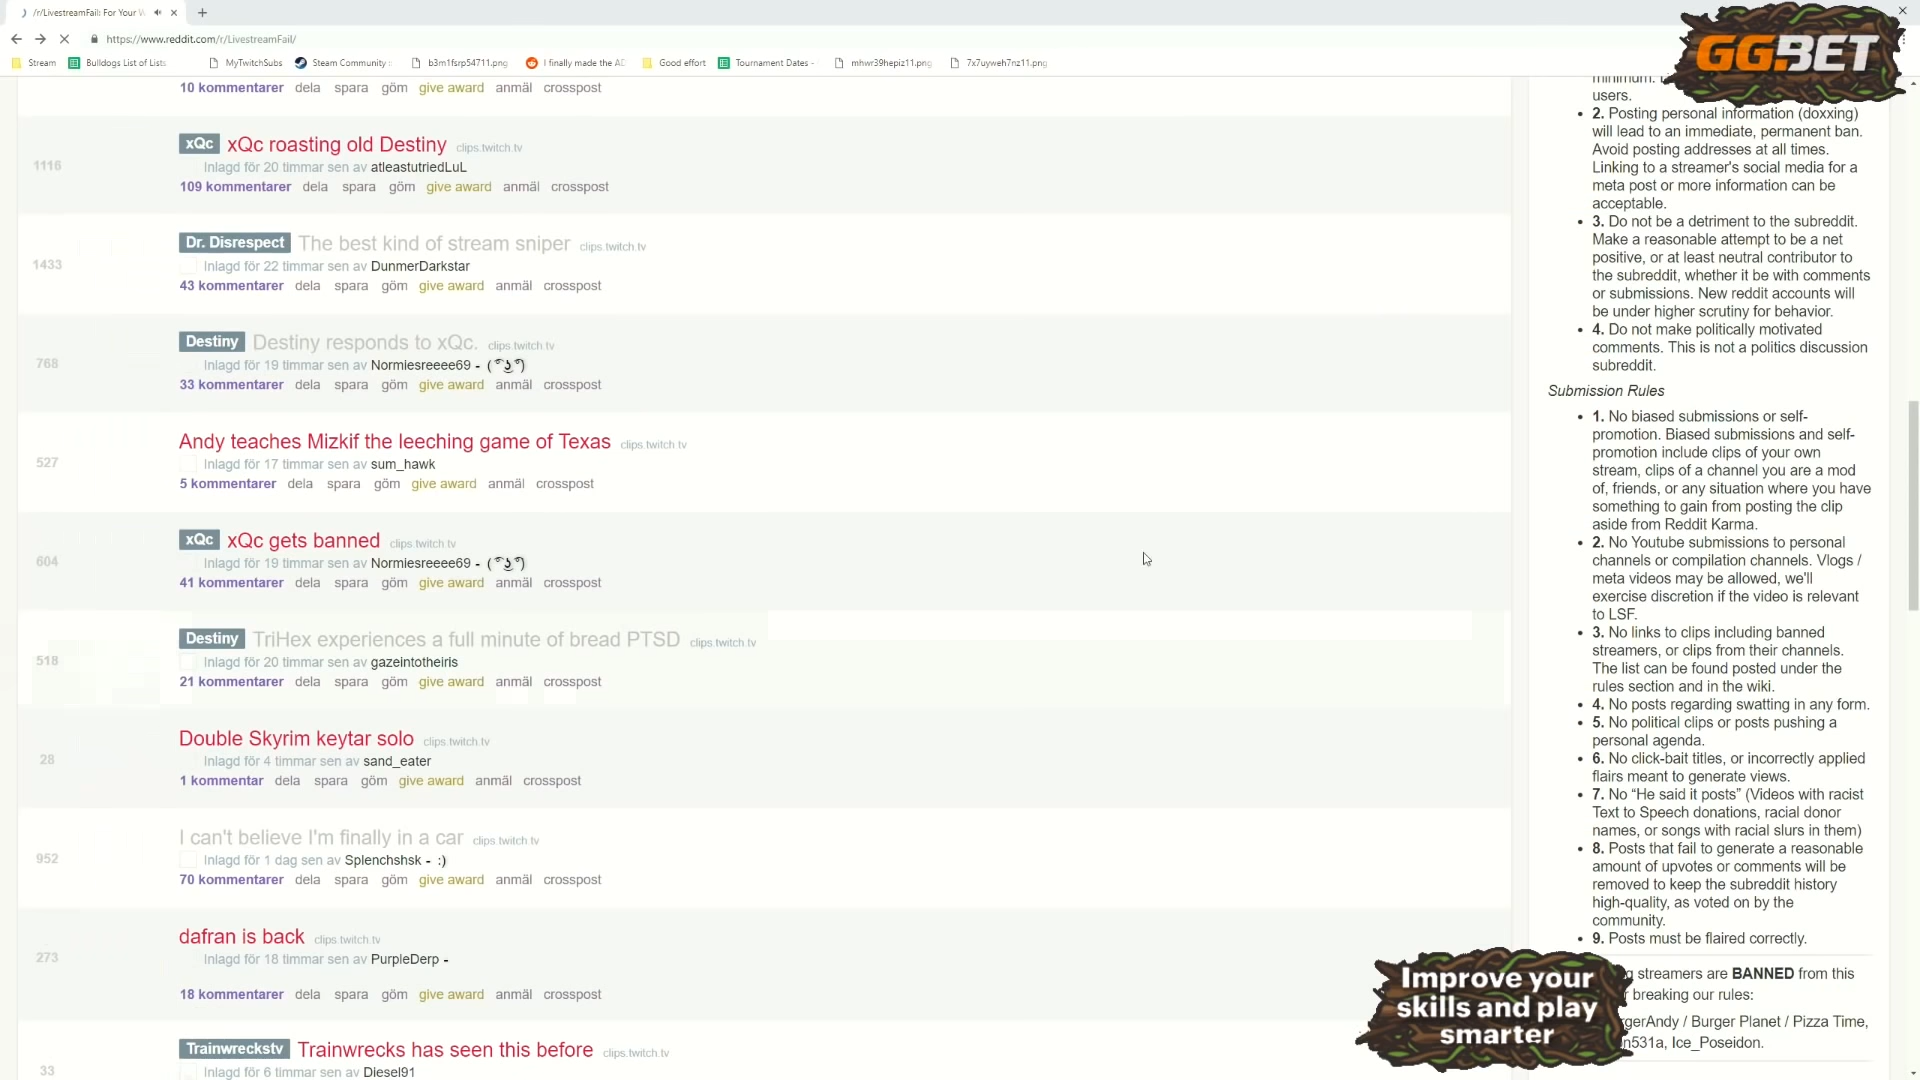 /r/LivestreamFail: For Your W
https://www.reddit.com/r/LivestreamFail/
Stream
Bulldogs List of Lists
MyTwitchSubs
Steam Community :
b3m1fsrp54711.png
I finally made the AD
Good effort
Tournament Dates -
mhwr39hepiz11.png
7x7uyweh7nz11.png
GG.BET
10 kommentarer dela spara göm give award anmäl crosspost
1116
xQc xQc roasting old Destiny clips.twitch.tv
Inlagd för 20 timmar sen av atleastutriedLuL
109 kommentarer dela spara göm give award anmäl crosspost
1433
Dr. Disrespect The best kind of stream sniper clips.twitch.tv
Inlagd för 22 timmar sen av DunmerDarkstar
43 kommentarer dela spara göm give award anmäl crosspost
768
Destiny Destiny responds to xQc. clips.twitch.tv
Inlagd för 19 timmar sen av Normiesreeee69 - ( ͡° ͜ʖ ͡°)
33 kommentarer dela spara göm give award anmäl crosspost
527
Andy teaches Mizkif the leeching game of Texas clips.twitch.tv
Inlagd för 17 timmar sen av sum_hawk
5 kommentarer dela spara göm give award anmäl crosspost
604
xQc xQc gets banned clips.twitch.tv
Inlagd för 19 timmar sen av Normiesreeee69 - ( ͡° ͜ʖ ͡°)
41 kommentarer dela spara göm give award anmäl crosspost
518
Destiny TriHex experiences a full minute of bread PTSD clips.twitch.tv
Inlagd för 20 timmar sen av gazeintotheiris
21 kommentarer dela spara göm give award anmäl crosspost
28
Double Skyrim keytar solo clips.twitch.tv
Inlagd för 4 timmar sen av sand_eater
1 kommentar dela spara göm give award anmäl crosspost
952
I can't believe I'm finally in a car clips.twitch.tv
Inlagd för 1 dag sen av Splenchshsk - :)
70 kommentarer dela spara göm give award anmäl crosspost
273
dafran is back clips.twitch.tv
Inlagd för 18 timmar sen av PurpleDerp -
18 kommentarer dela spara göm give award anmäl crosspost
33
Trainwreckstv Trainwrecks has seen this before clips.twitch.tv
Inlagd för 6 timmar sen av Diesel91
minimum.
users.
2. Posting personal information (doxxing)
will lead to an immediate, permanent ban.
Avoid posting addresses at all times.
Linking to a streamer's social media for a
meta post or more information can be
acceptable.
3. Do not be a detriment to the subreddit.
Make a reasonable attempt to be a net
positive, or at least neutral contributor to
the subreddit, whether it be with comments
or submissions. New reddit accounts will
be under higher scrutiny for behavior.
4. Do not make politically motivated
comments. This is not a politics discussion
subreddit.
Submission Rules
1. No biased submissions or self-
promotion. Biased submissions and self-
promotion include clips of your own
stream, clips of a channel you are a mod
of, friends, or any situation where you have
something to gain from posting the clip
aside from Reddit Karma.
2. No Youtube submissions to personal
channels or compilation channels. Vlogs /
meta videos may be allowed, we'll
exercise discretion if the video is relevant
to LSF.
3. No links to clips including banned
streamers, or clips from their channels.
The list can be found posted under the
rules section and in the wiki.
4. No posts regarding swatting in any form.
5. No political clips or posts pushing a
personal agenda.
6. No click-bait titles, or incorrectly applied
flairs meant to generate views.
7. No “He said it posts” (Videos with racist
Text to Speech donations, racial donor
names, or songs with racial slurs in them)
8. Posts that fail to generate a reasonable
amount of upvotes or comments will be
removed to keep the subreddit history
high-quality, as voted on by the
community.
9. Posts must be flaired correctly.
g streamers are BANNED from this
r breaking our rules:
rgerAndy / Burger Planet / Pizza Time,
n531a, Ice_Poseidon.
Improve your
skills and play
smarter